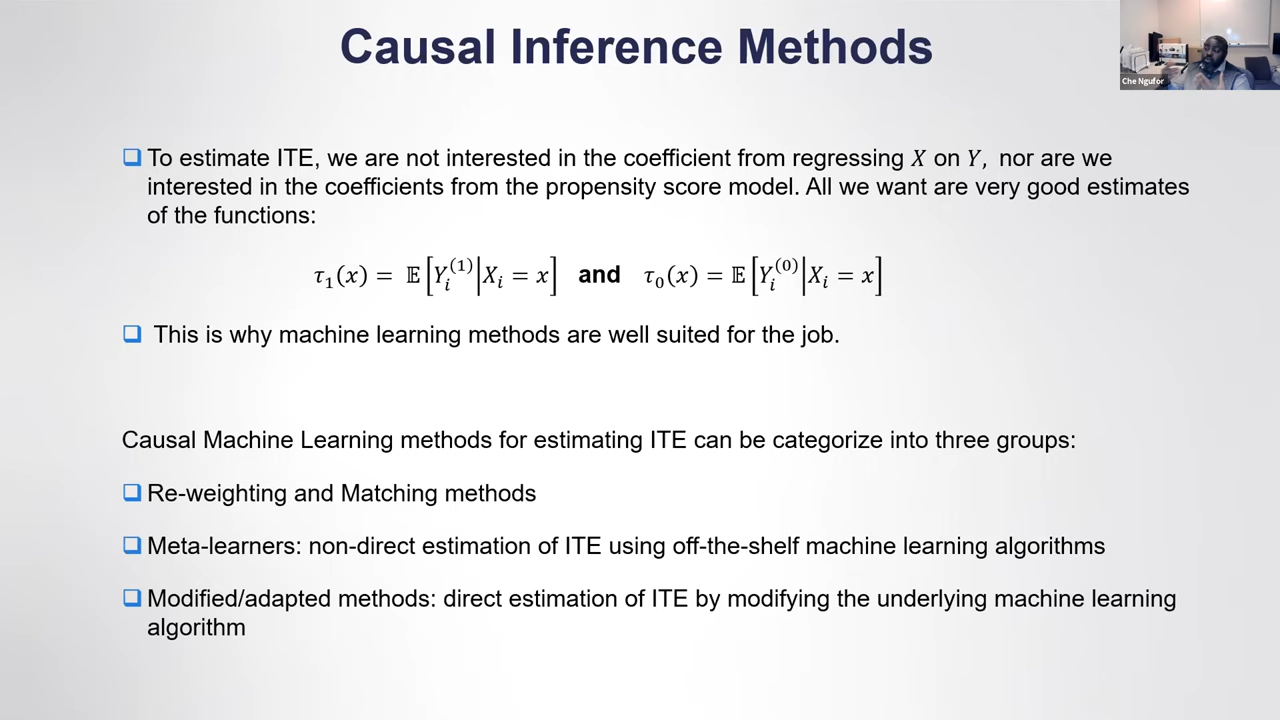 Causal Inference Methods
Che Ngufor
❑ To estimate ITE, we are not interested in the coefficient from regressing 𝑋 on 𝑌, nor are we
interested in the coefficients from the propensity score model. All we want are very good estimates
of the functions:
τ₁(x) = 𝔼[Yᵢ⁽¹⁾|Xᵢ = x] and τ₀(x) = 𝔼[Yᵢ⁽⁰⁾|Xᵢ = x]
❑ This is why machine learning methods are well suited for the job.
Causal Machine Learning methods for estimating ITE can be categorize into three groups:
❑ Re-weighting and Matching methods
❑ Meta-learners: non-direct estimation of ITE using off-the-shelf machine learning algorithms
❑ Modified/adapted methods: direct estimation of ITE by modifying the underlying machine learning
algorithm